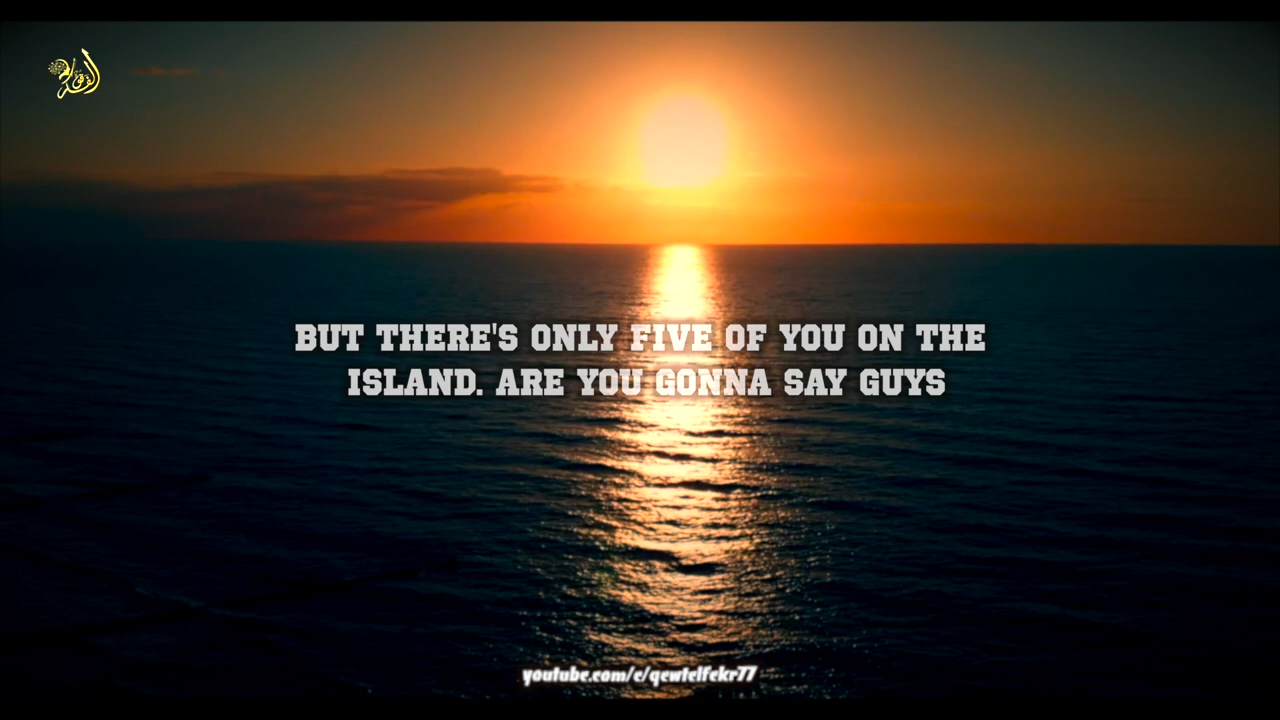 BUT THERE'S ONLY FIVE OF YOU ON THE
ISLAND. ARE YOU GONNA SAY GUYS
youtube.com/c/qewtelfekr77